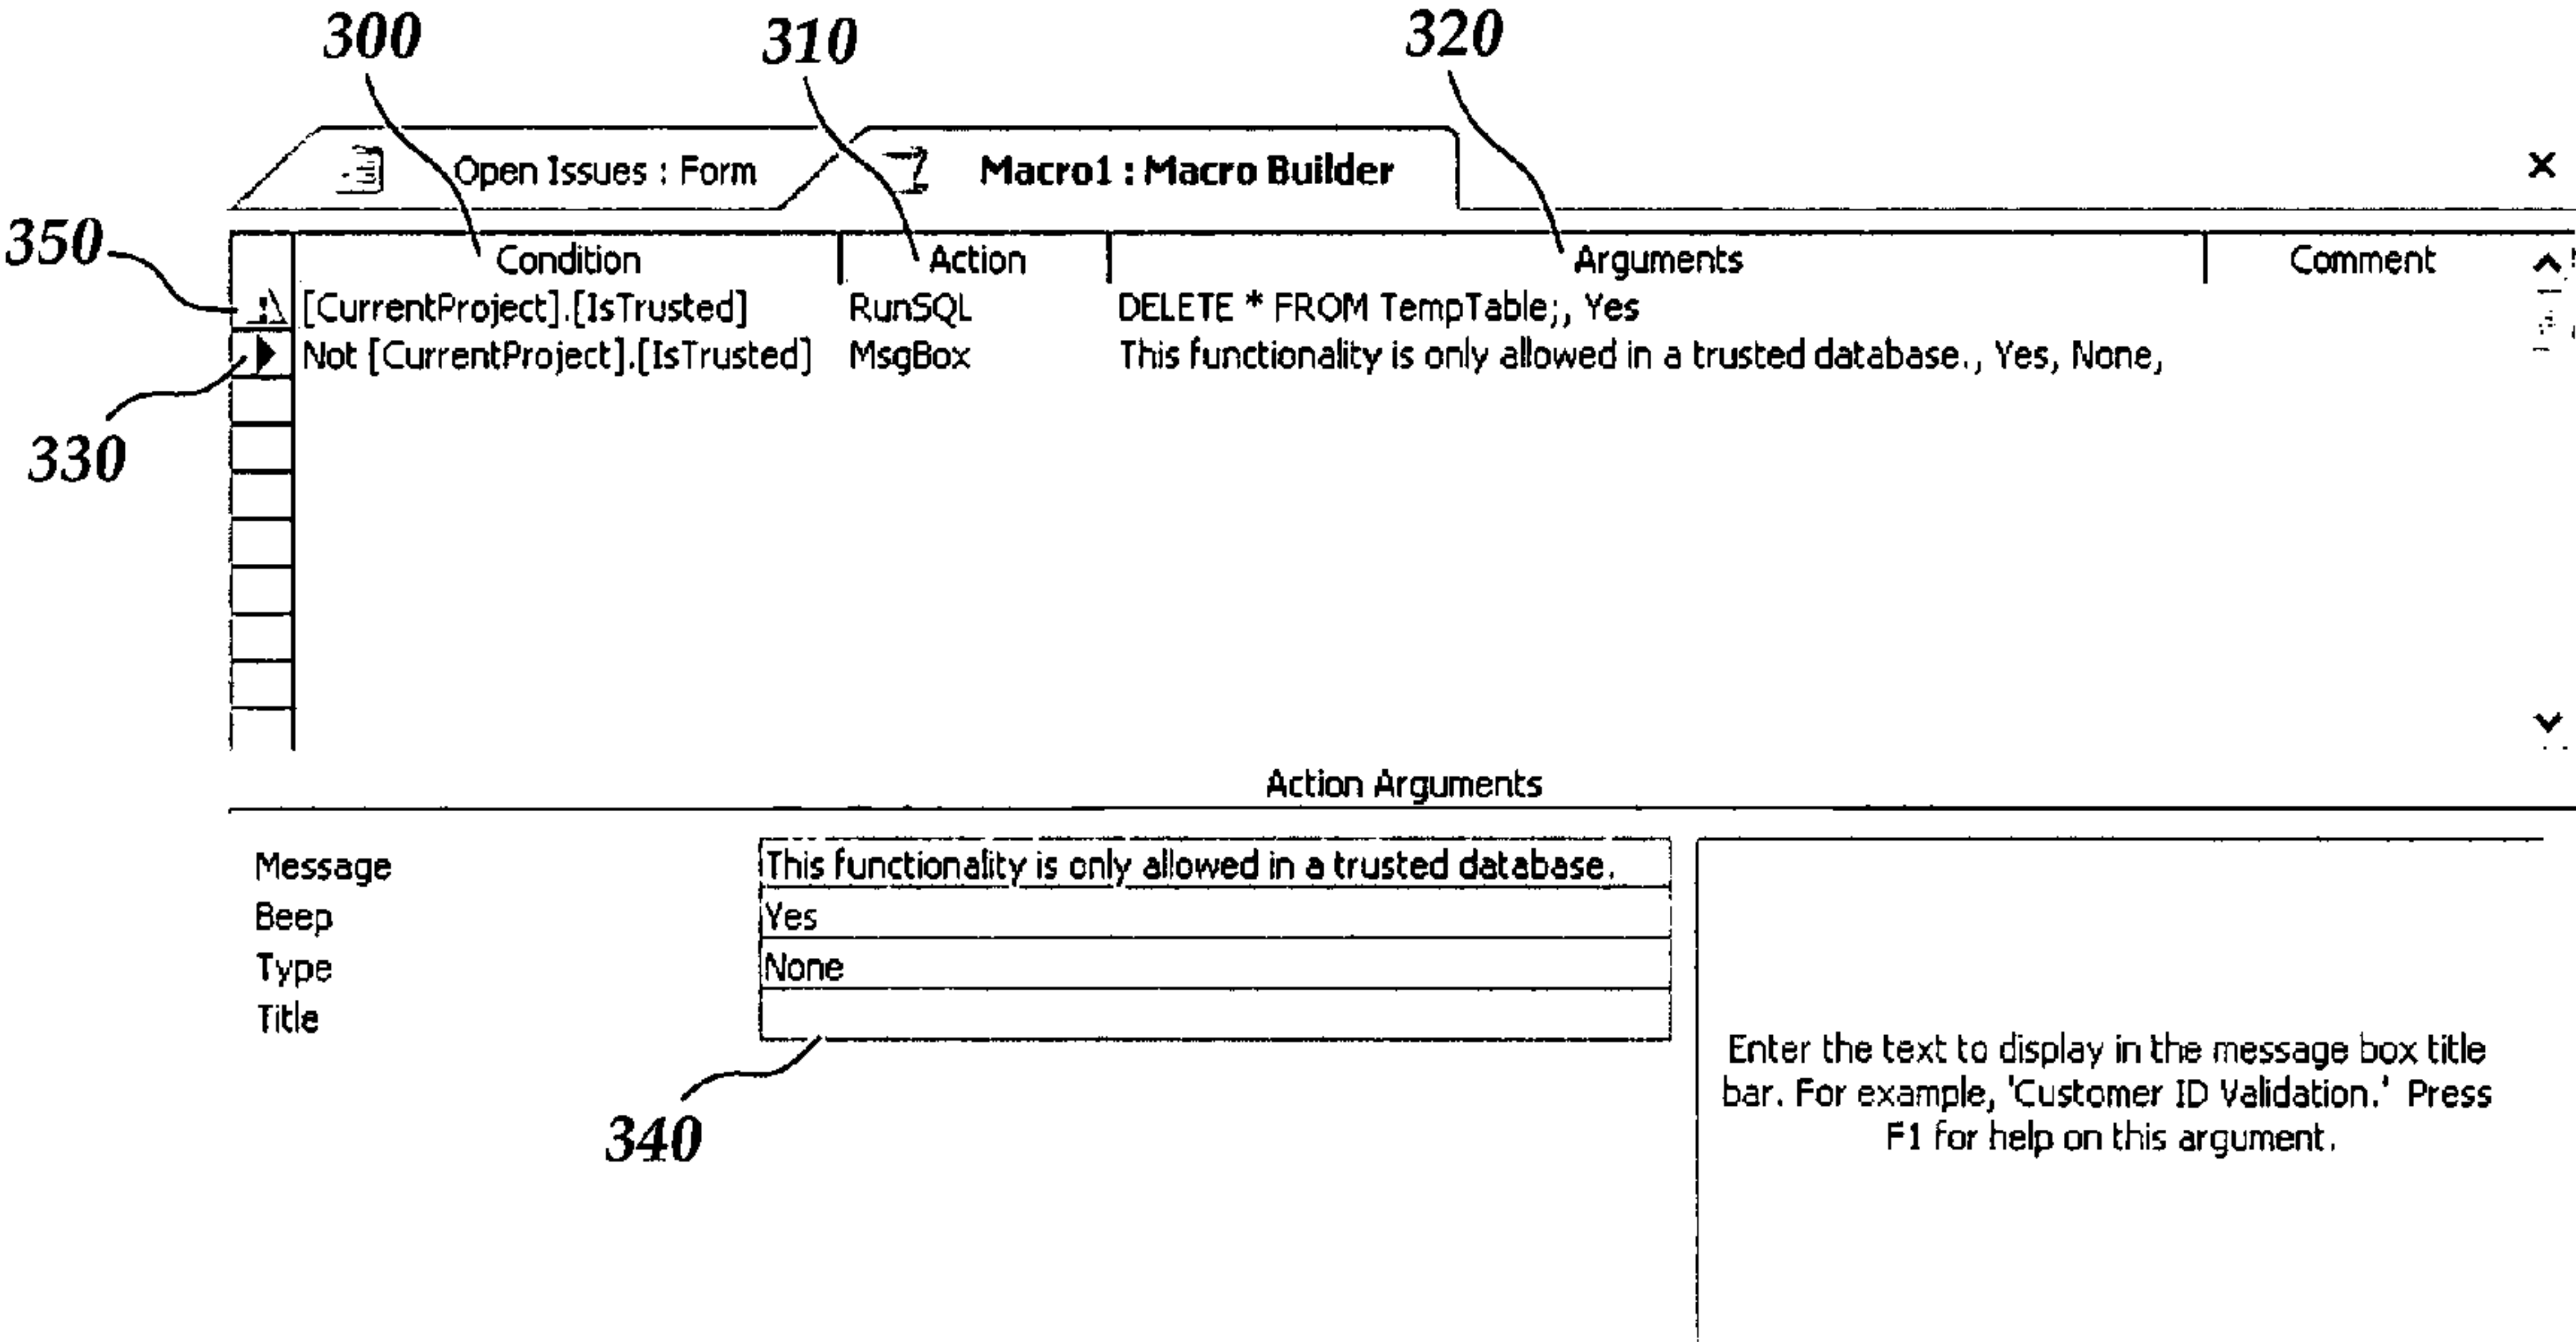 300 310 320
Open Issues : Form Macro1 : Macro Builder
350
Condition Action Arguments Comment
[CurrentProject].[IsTrusted] RunSQL DELETE * FROM TempTable;, Yes
Not [CurrentProject].[IsTrusted] MsgBox This functionality is only allowed in a trusted database., Yes, None,
330
Action Arguments
Message This functionality is only allowed in a trusted database.
Beep Yes
Type None
Title
340
Enter the text to display in the message box title
bar. For example, 'Customer ID Validation.' Press
F1 for help on this argument.